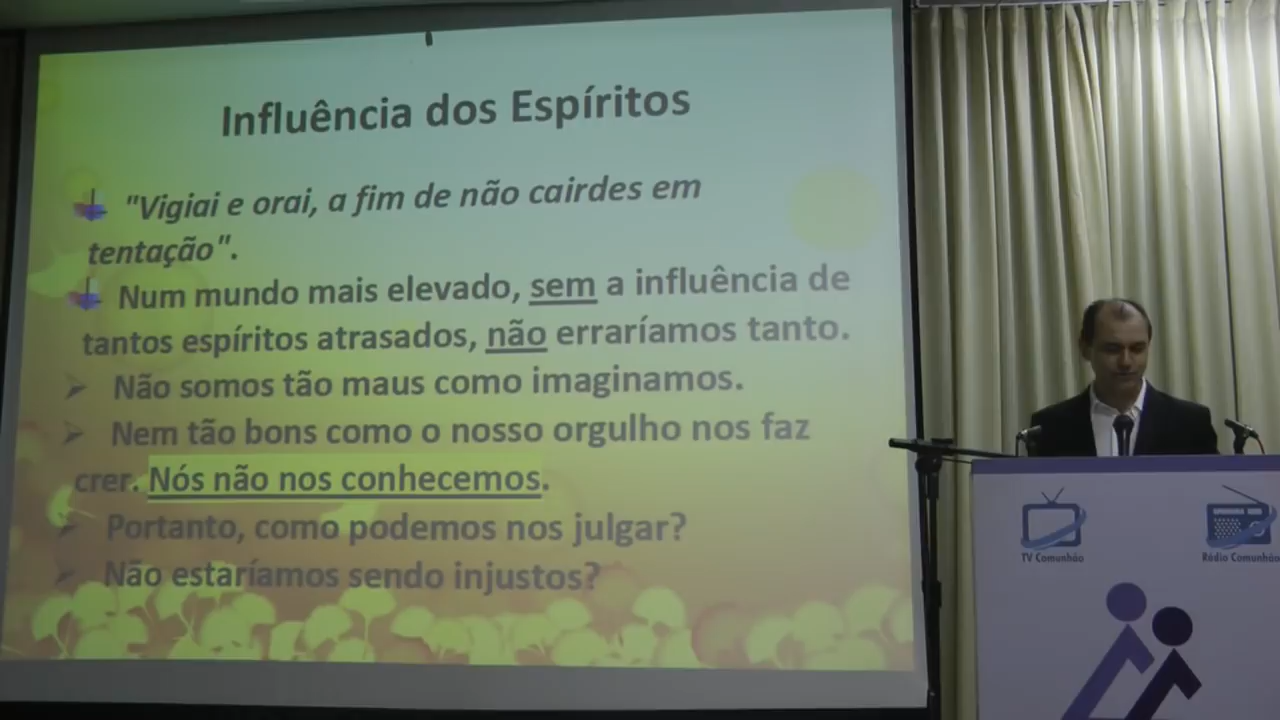 Influência dos Espíritos
"Vigiai e orai, a fim de não cairdes em
tentação".
Num mundo mais elevado, sem a influência de
tantos espíritos atrasados, não erraríamos tanto.
Não somos tão maus como imaginamos.
Nem tão bons como o nosso orgulho nos faz
crer. Nós não nos conhecemos.
Portanto, como podemos nos julgar?
Não estaríamos sendo injustos?
TV Comunhão
Rádio Comunhão